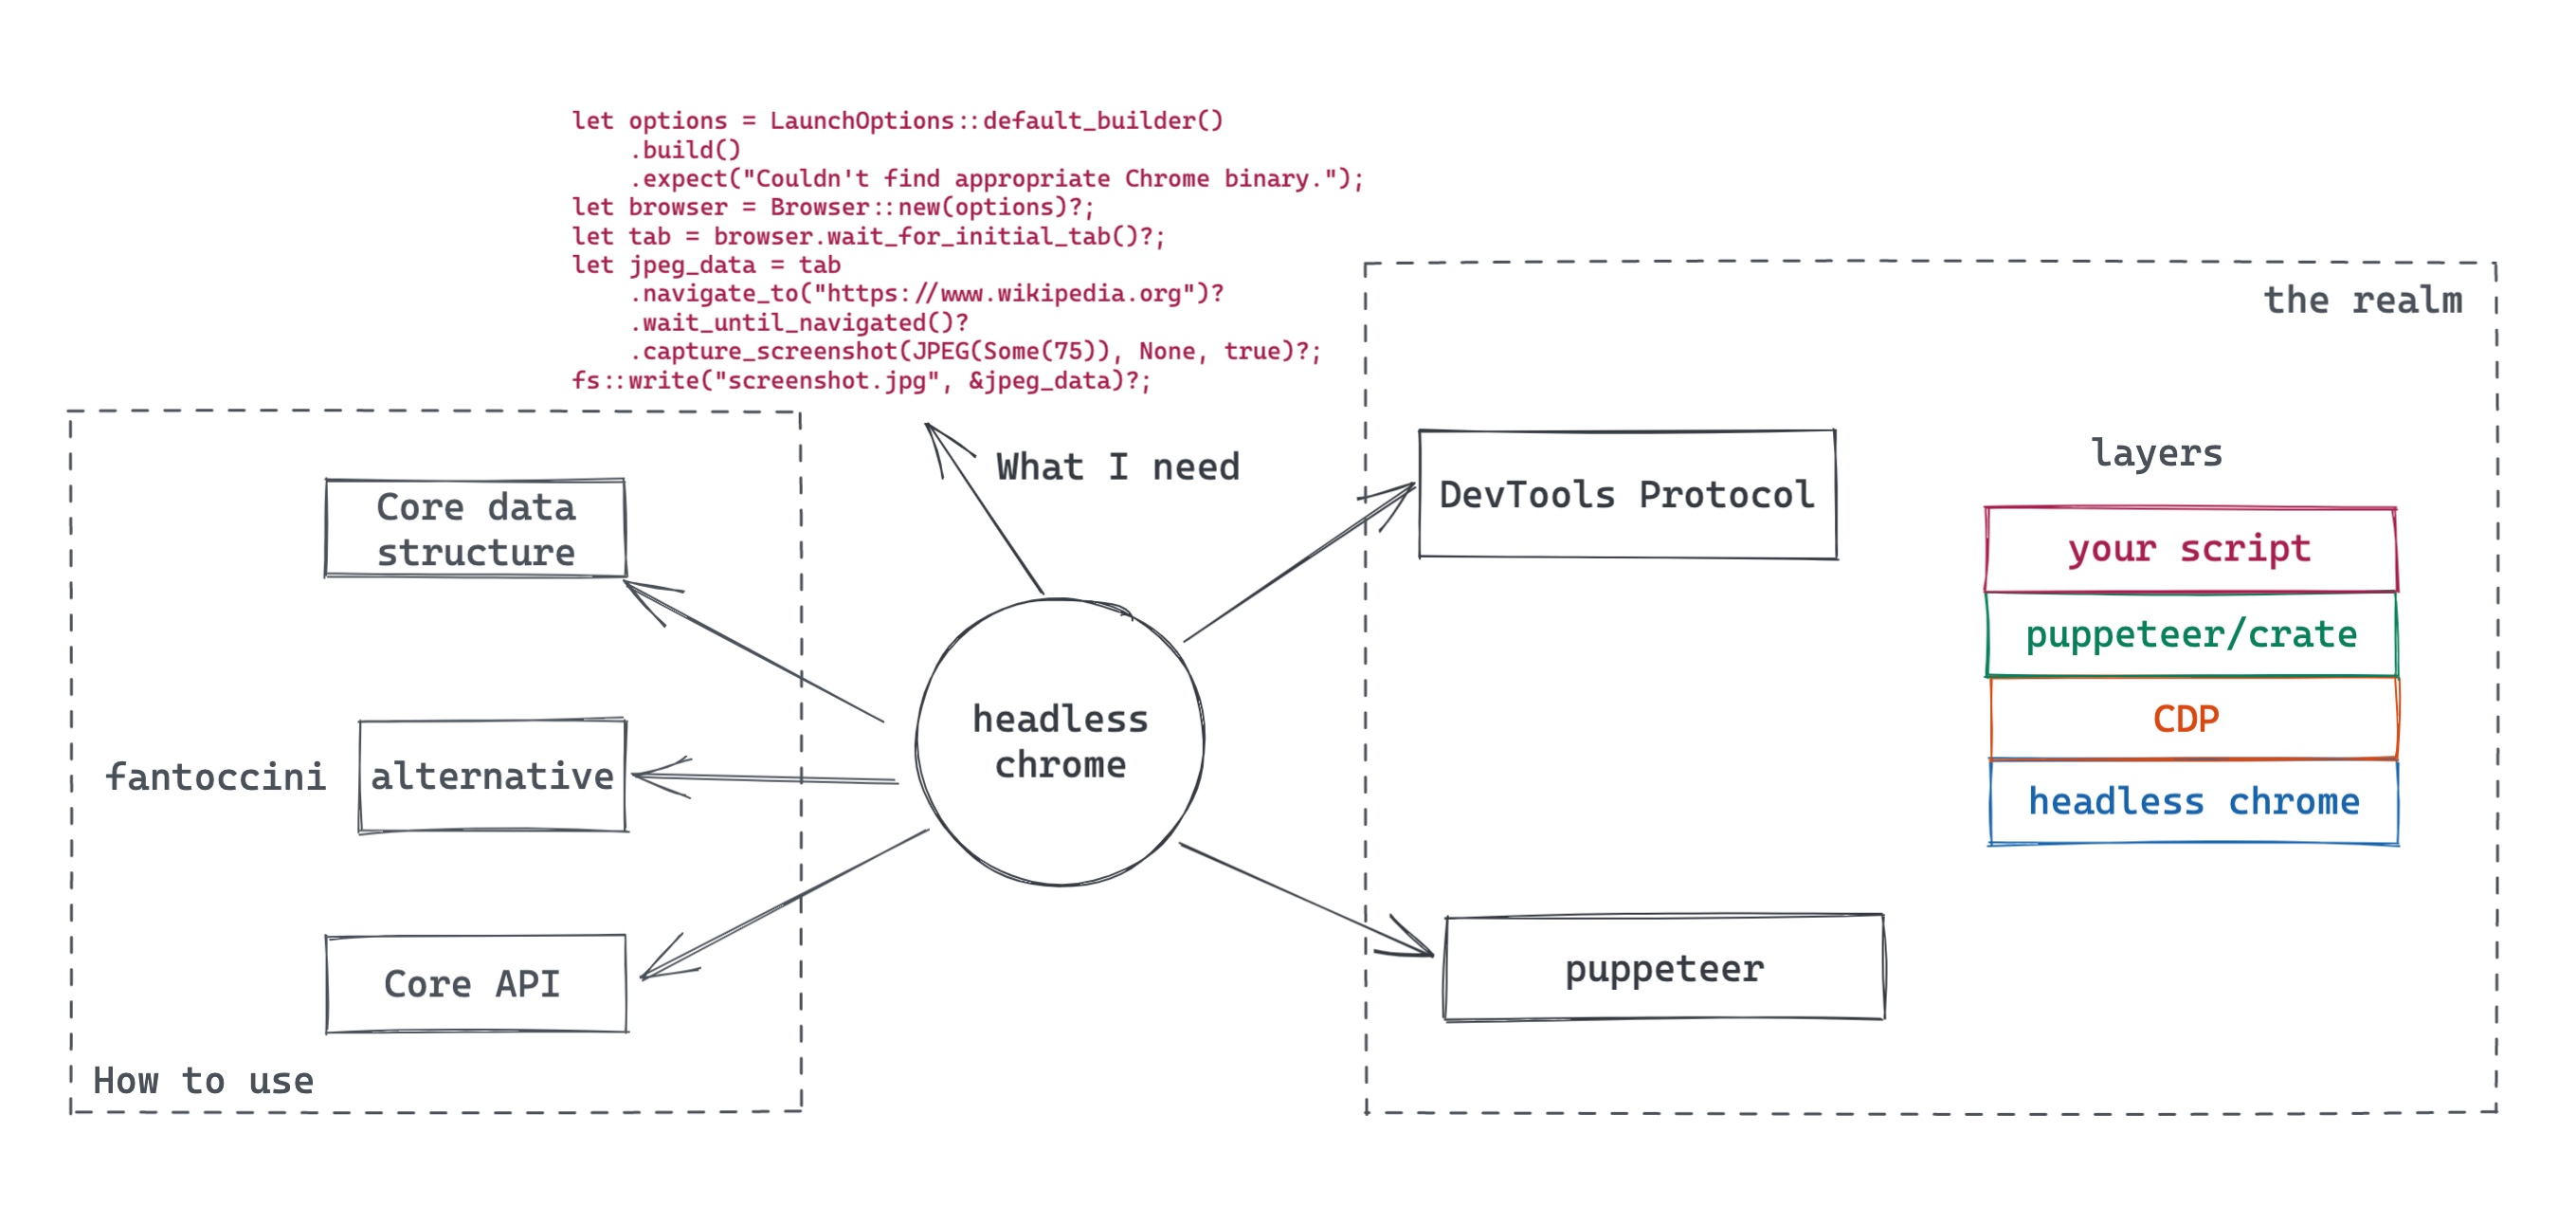 let options = LaunchOptions::default_builder()
    .build()
    .expect("Couldn't find appropriate Chrome binary.");
let browser = Browser::new(options)?;
let tab = browser.wait_for_initial_tab()?;
let jpeg_data = tab
    .navigate_to("https://www.wikipedia.org")?
    .wait_until_navigated()?
    .capture_screenshot(JPEG(Some(75)), None, true)?;
fs::write("screenshot.jpg", &jpeg_data)?;
What I need
headless
chrome
Core data
structure
fantoccini
alternative
Core API
How to use
the realm
DevTools Protocol
puppeteer
layers
your script
puppeteer/crate
CDP
headless chrome